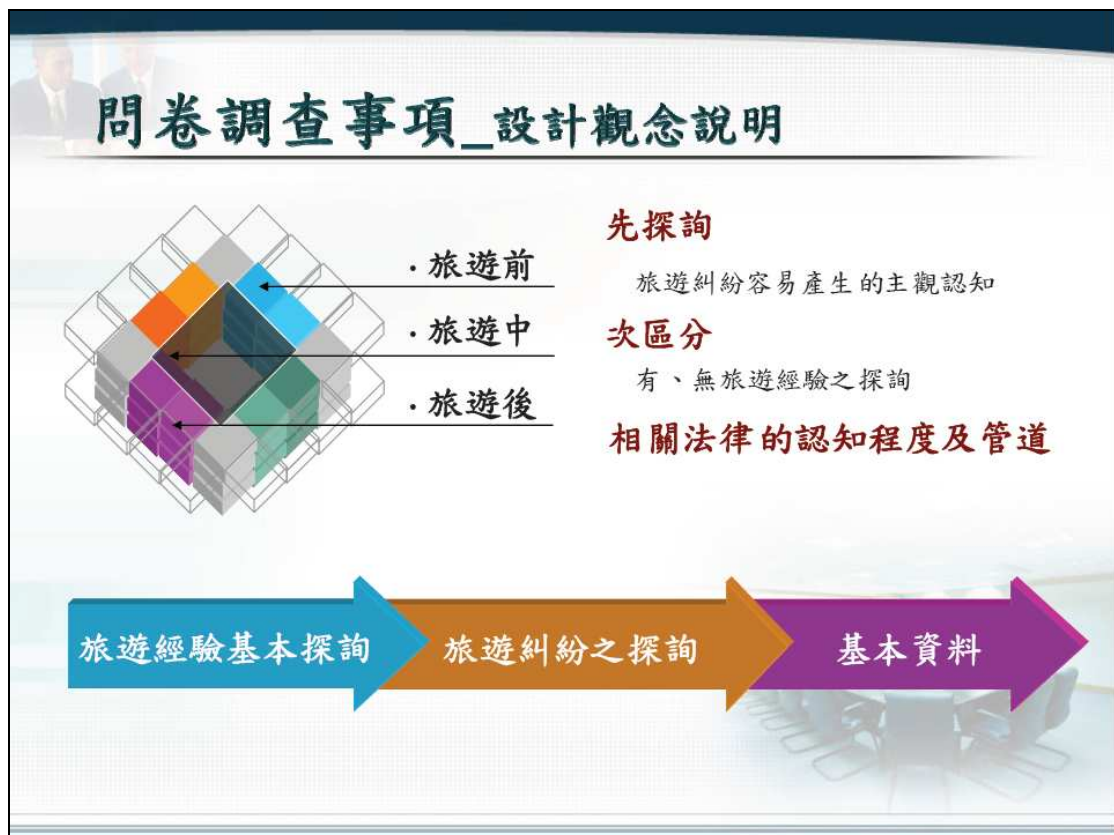 問卷調查事項_設計觀念說明
．旅遊前
．旅遊中
．旅遊後
先探詢
旅遊糾紛容易產生的主觀認知
次區分
有、無旅遊經驗之探詢
相關法律的認知程度及管道
旅遊經驗基本探詢
旅遊糾紛之探詢
基本資料